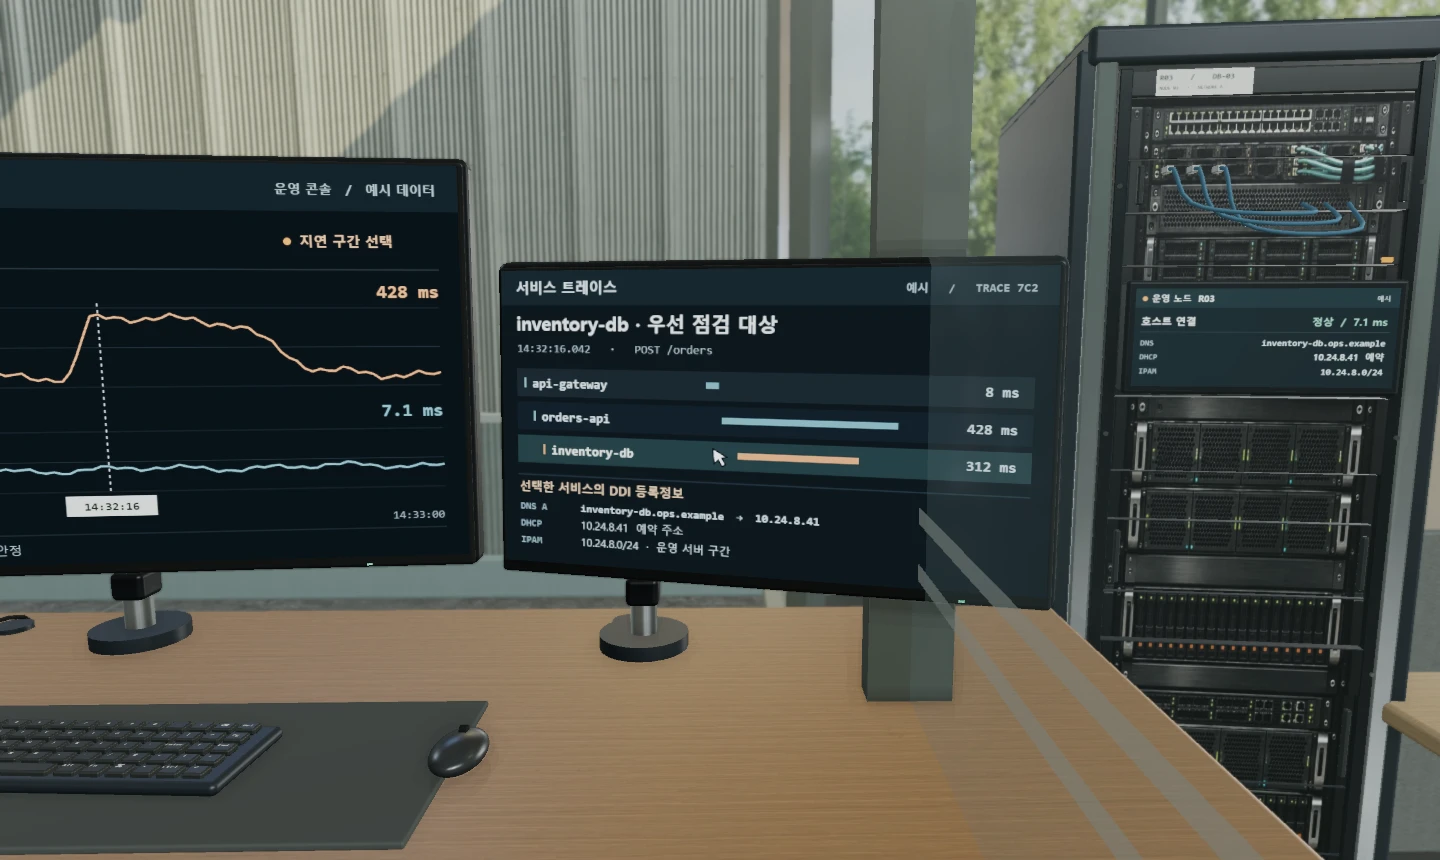 운영 콘솔 / 예시 데이터
지연 구간 선택
428 ms
7.1 ms
14:32:16
14:33:00
안정
서비스 트레이스
예시 / TRACE 7C2
inventory-db · 우선 점검 대상
14:32:16.042 · POST /orders
api-gateway 8 ms
orders-api 428 ms
inventory-db 312 ms
선택한 서비스의 DDI 등록정보
DNS A inventory-db.ops.example → 10.24.8.41
DHCP 10.24.8.41 예약 주소
IPAM 10.24.8.0/24 · 운영 서버 구간
R03 / DB-03
운영 노드 R03 예시
호스트 연결 정상 / 7.1 ms
DNS inventory-db.ops.example
DHCP 10.24.8.41 예약
IPAM 10.24.8.0/24